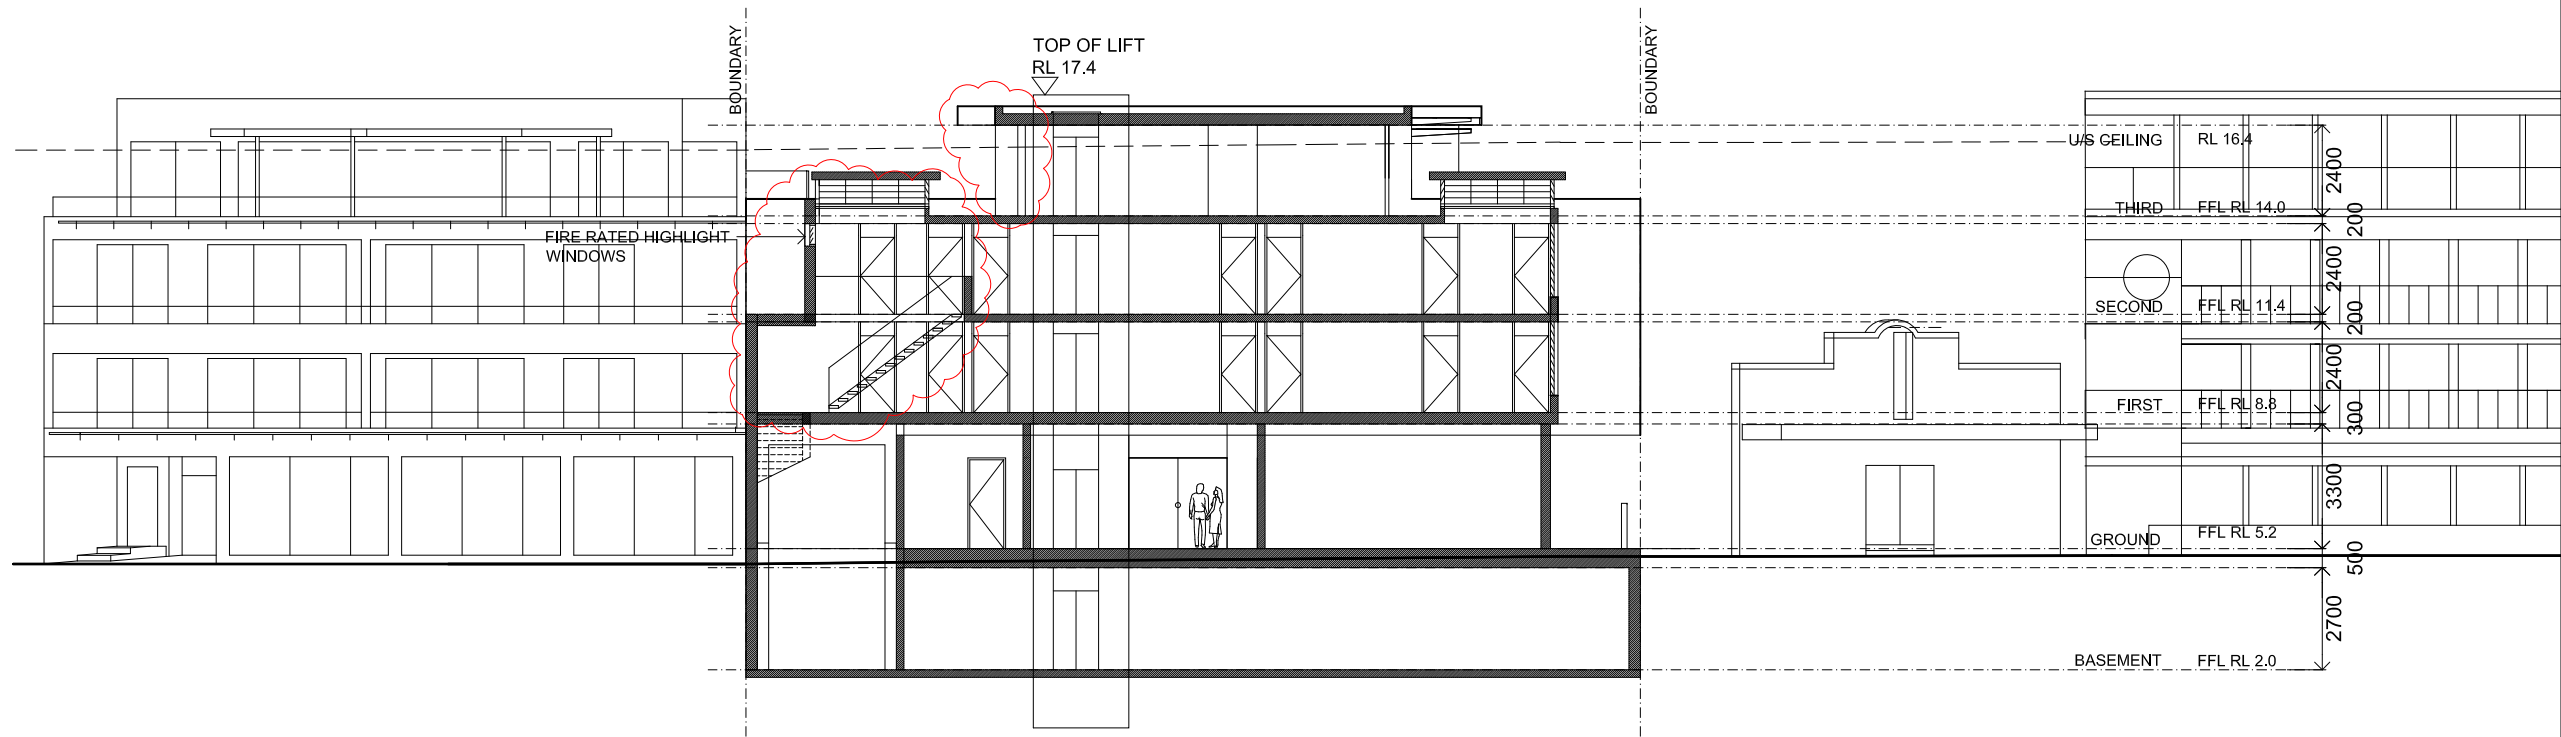 BOUNDARY
TOP OF LIFT
RL 17.4
BOUNDARY
U/S CEILING RL 16.4
2400
THIRD FFL RL 14.0
200
FIRE RATED HIGHLIGHT
WINDOWS
2400
SECOND FFL RL 11.4
200
2400
FIRST FFL RL 8.8
300
3300
GROUND FFL RL 5.2
500
2700
BASEMENT FFL RL 2.0